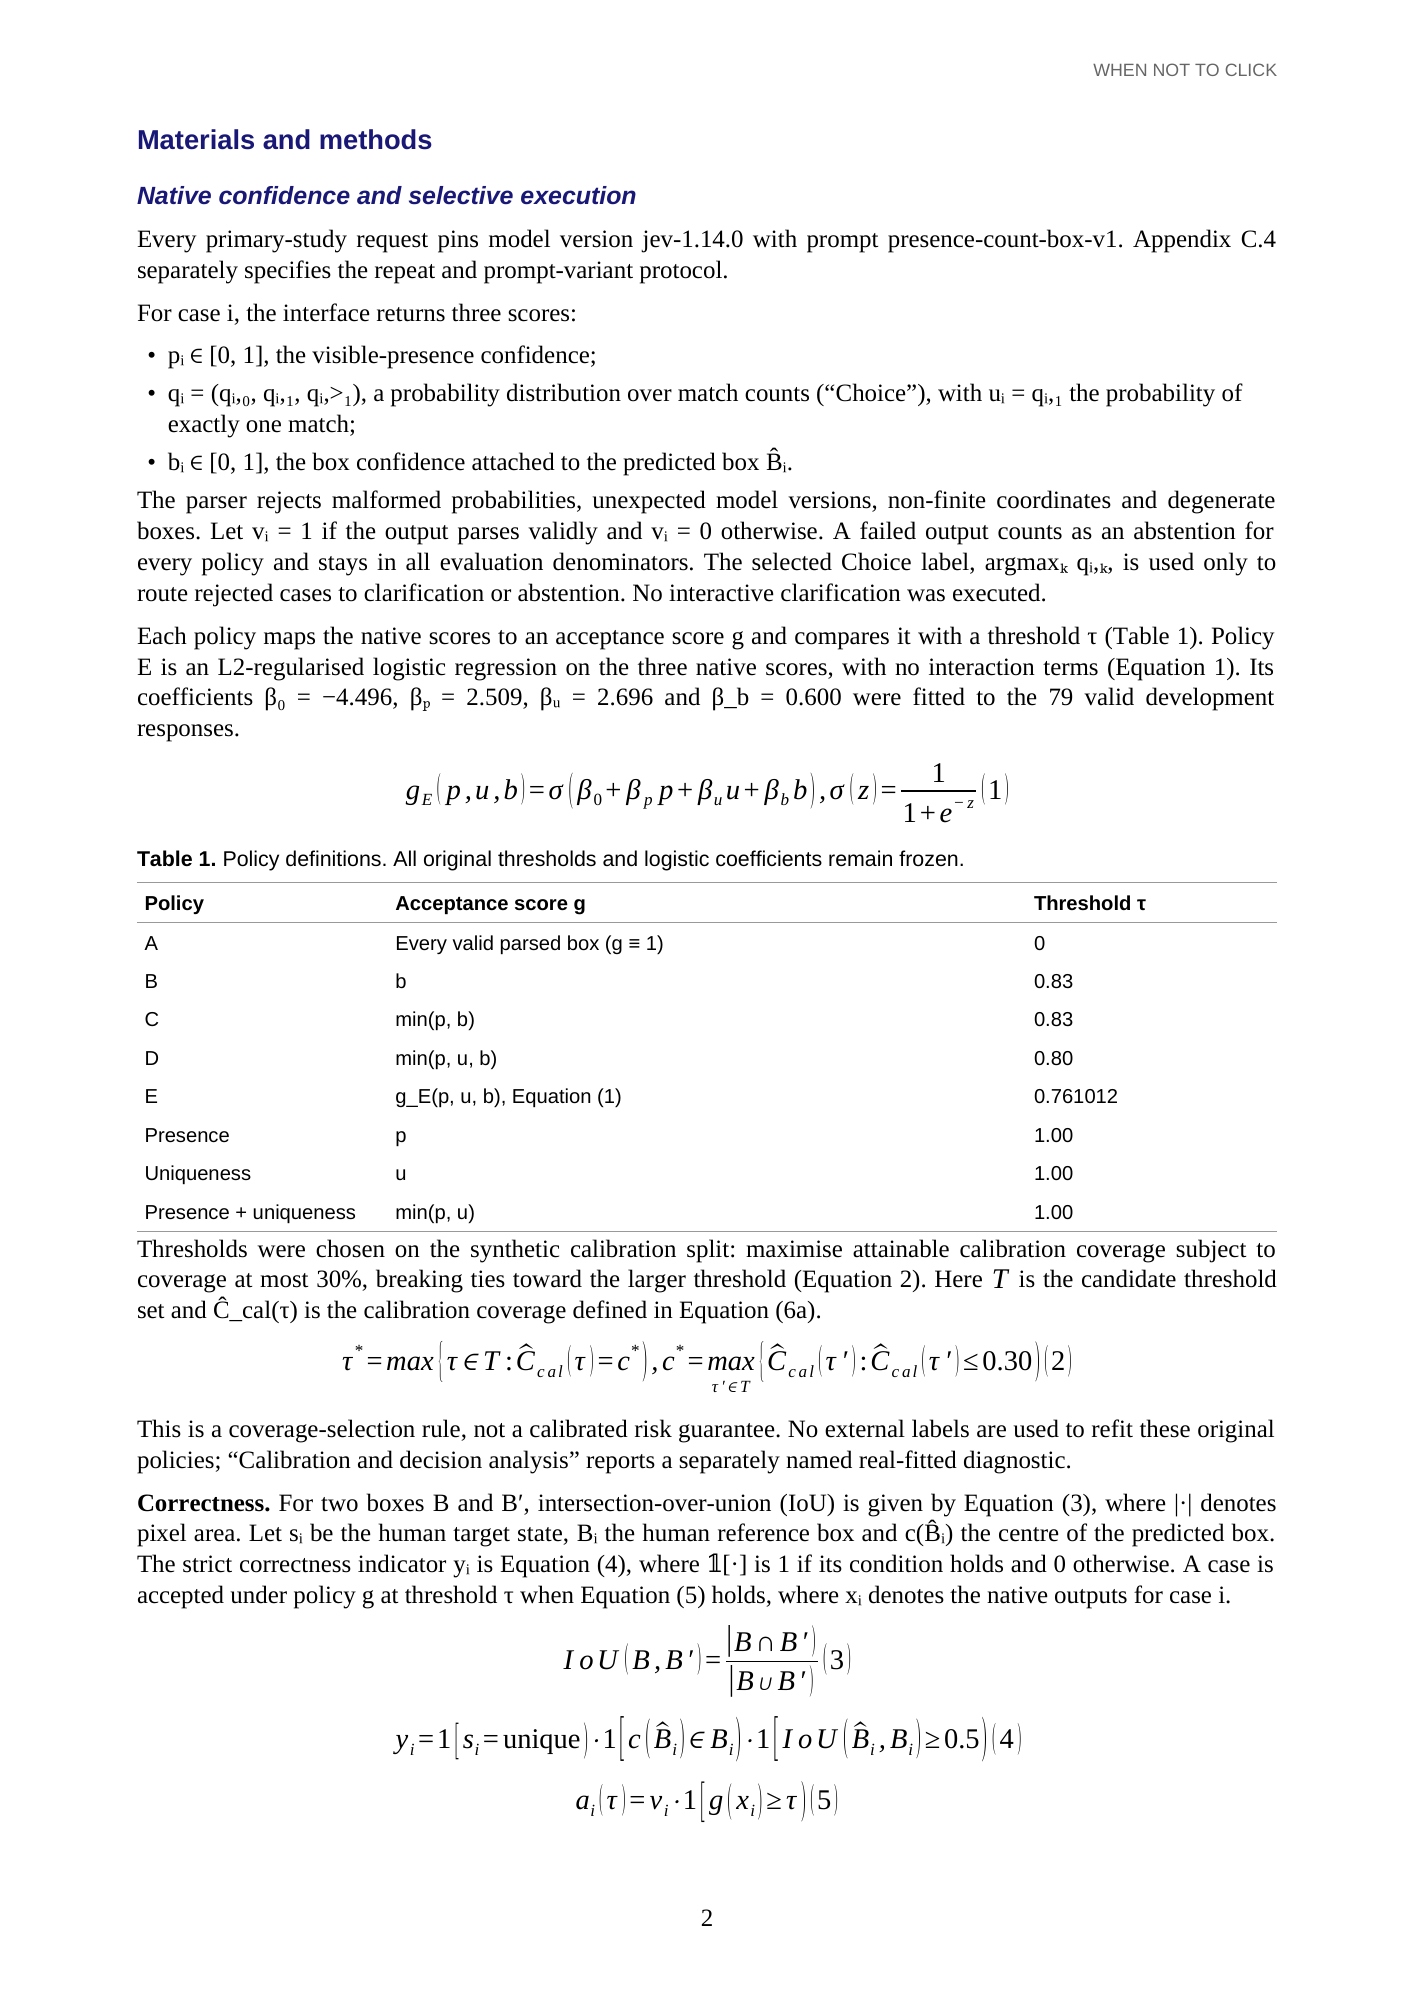 WHEN NOT TO CLICK
Materials and methods
Native confidence and selective execution
Every primary-study request pins model version jev-1.14.0 with prompt presence-count-box-v1. Appendix C.4
separately specifies the repeat and prompt-variant protocol.
For case i, the interface returns three scores:
• pᵢ ∈ [0, 1], the visible-presence confidence;
• qᵢ = (qᵢ,₀, qᵢ,₁, qᵢ,>₁), a probability distribution over match counts (“Choice”), with uᵢ = qᵢ,₁ the probability of
exactly one match;
• bᵢ ∈ [0, 1], the box confidence attached to the predicted box B̂ᵢ.
The parser rejects malformed probabilities, unexpected model versions, non-finite coordinates and degenerate
boxes. Let vᵢ = 1 if the output parses validly and vᵢ = 0 otherwise. A failed output counts as an abstention for
every policy and stays in all evaluation denominators. The selected Choice label, argmaxₖ qᵢ,ₖ, is used only to
route rejected cases to clarification or abstention. No interactive clarification was executed.
Each policy maps the native scores to an acceptance score g and compares it with a threshold τ (Table 1). Policy
E is an L2-regularised logistic regression on the three native scores, with no interaction terms (Equation 1). Its
coefficients β₀ = −4.496, βₚ = 2.509, βᵤ = 2.696 and β_b = 0.600 were fitted to the 79 valid development
responses.
g_E(p,u,b)=σ(β₀+β_p p+β_u u+β_b b),σ(z)=1/(1+e^{−z}) (1)
Table 1. Policy definitions. All original thresholds and logistic coefficients remain frozen.
Policy Acceptance score g Threshold τ
A Every valid parsed box (g ≡ 1) 0
B b 0.83
C min(p, b) 0.83
D min(p, u, b) 0.80
E g_E(p, u, b), Equation (1) 0.761012
Presence p 1.00
Uniqueness u 1.00
Presence + uniqueness min(p, u) 1.00
Thresholds were chosen on the synthetic calibration split: maximise attainable calibration coverage subject to
coverage at most 30%, breaking ties toward the larger threshold (Equation 2). Here T is the candidate threshold
set and Ĉ_cal(τ) is the calibration coverage defined in Equation (6a).
τ*=max{τ∈T:Ĉ_cal(τ)=c*),c*=max_{τ'∈T}{Ĉ_cal(τ'):Ĉ_cal(τ')≤0.30)(2)
This is a coverage-selection rule, not a calibrated risk guarantee. No external labels are used to refit these original
policies; “Calibration and decision analysis” reports a separately named real-fitted diagnostic.
Correctness. For two boxes B and B′, intersection-over-union (IoU) is given by Equation (3), where |·| denotes
pixel area. Let sᵢ be the human target state, Bᵢ the human reference box and c(B̂ᵢ) the centre of the predicted box.
The strict correctness indicator yᵢ is Equation (4), where 𝟙[·] is 1 if its condition holds and 0 otherwise. A case is
accepted under policy g at threshold τ when Equation (5) holds, where xᵢ denotes the native outputs for case i.
IoU(B,B')=|B∩B')/|B∪B')(3)
yᵢ=1[sᵢ=unique)·1[c(B̂ᵢ)∈Bᵢ)·1[IoU(B̂ᵢ,Bᵢ)≥0.5)(4)
aᵢ(τ)=vᵢ·1[g(xᵢ)≥τ)(5)
2